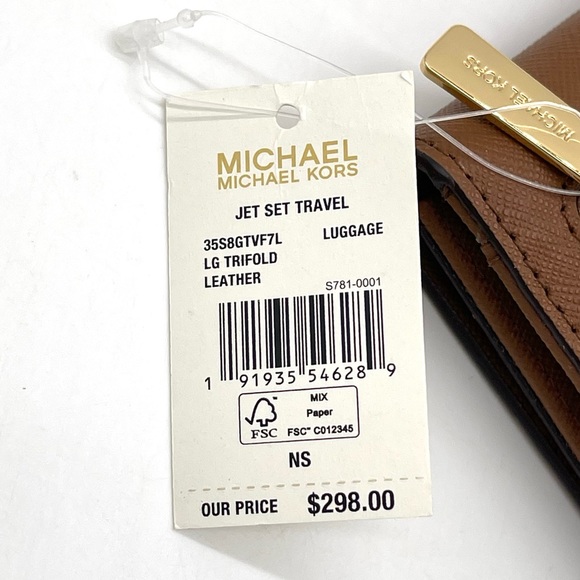 MICHAEL
MICHAEL KORS
JET SET TRAVEL
35S8GTVF7L LUGGAGE
LG TRIFOLD
LEATHER
S781-0001
1 91935 54628 9
MIX
Paper
FSC FSC™ C012345
NS
OUR PRICE $298.00
MICHAEL KORS